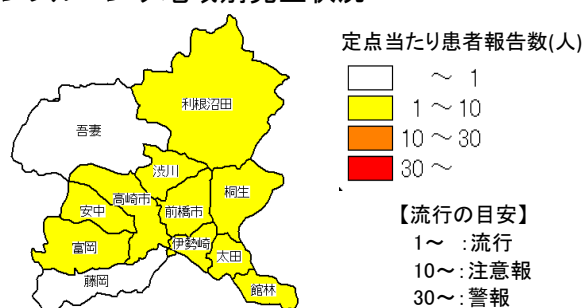 定点当たり患者報告数(人)
～ 1
1 ～ 10
10 ～ 30
30 ～
利根沼田
吾妻
渋川
桐生
高崎市
安中
前橋市
伊勢崎
富岡
太田
藤岡
館林
【流行の目安】
1～ :流行
10～:注意報
30～:警報